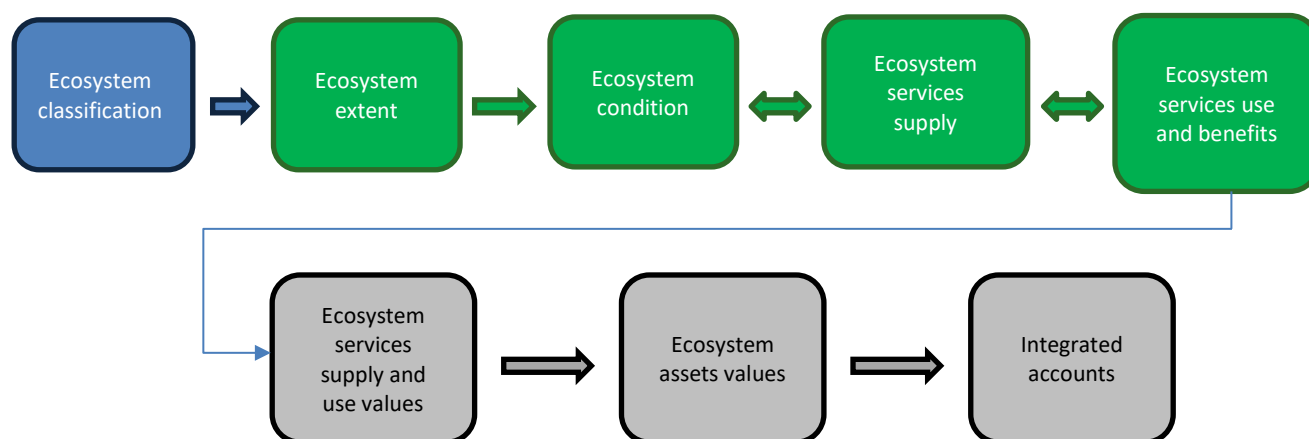 Ecosystem
classification
Ecosystem
extent
Ecosystem
condition
Ecosystem
services
supply
Ecosystem
services use
and benefits
Ecosystem
services
supply and
use values
Ecosystem
assets values
Integrated
accounts